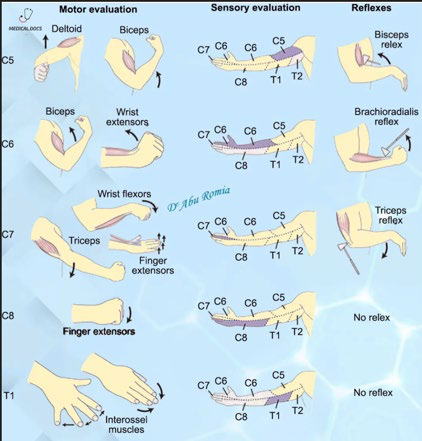 MEDICALDOCS
Motor evaluation
Sensory evaluation
Reflexes
C5
Deltoid
Biceps
C7
C6
C6
C5
C8
T1
T2
Bisceps
relex
C6
Biceps
Wrist
extensors
C7
C6
C6
C5
C8
T1
T2
Brachioradialis
reflex
C7
Wrist flexors
Triceps
Finger
extensors
Dr Abu Romia
C7
C6
C6
C5
C8
T1
T2
Triceps
reflex
C8
Finger extensors
C7
C6
C6
C5
C8
T1
T2
No relex
T1
Interossel
muscles
C7
C6
C6
C5
C8
T1
T2
No reflex